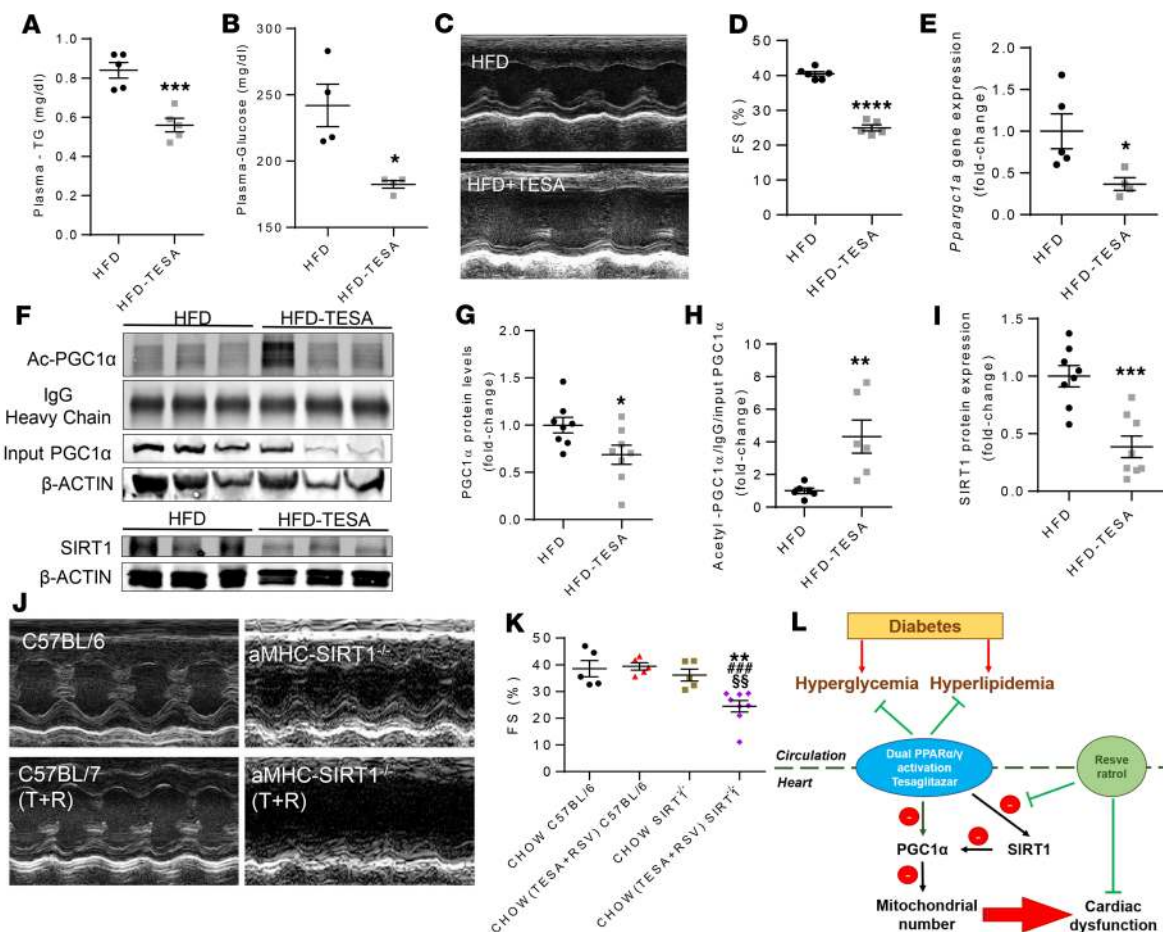 A
Plasma - TG (mg/dl)
1.0
0.8
0.6
0.4
0.2
0.0
***
HFD
HFD-TESA
B
Plasma-Glucose (mg/dl)
300
250
200
150
*
HFD
HFD-TESA
C
HFD
HFD+TESA
D
FS (%)
50
40
30
20
10
0
****
HFD
HFD-TESA
E
Ppargc1a gene expression
(fold-change)
2.0
1.5
1.0
0.5
0.0
*
HFD
HFD-TESA
F
HFD
HFD-TESA
Ac-PGC1α
IgG
Heavy Chain
Input PGC1α
β-ACTIN
HFD
HFD-TESA
SIRT1
β-ACTIN
G
PGC1α protein levels
(fold-change)
2.0
1.5
1.0
0.5
0.0
*
HFD
HFD-TESA
H
Acetyl -PGC1α/IgG/input PGC1α
(fold-change)
10
8
6
4
2
0
**
HFD
HFD-TESA
I
SIRT1 protein expression
(fold-change)
1.5
1.0
0.5
0.0
***
HFD
HFD-TESA
J
C57BL/6
aMHC-SIRT1-/-
C57BL/7
(T+R)
aMHC-SIRT1-/-
(T+R)
K
FS (%)
50
40
30
20
10
0
**
###
§§
CHOW C57BL/6
CHOW(TESA+RSV) C57BL/6
CHOW SIRT1-/-
CHOW(TESA+RSV) SIRT1-/-
L
Diabetes
Hyperglycemia
Hyperlipidemia
Circulation
Heart
Dual PPARα/γ
activation
Tesaglitazar
Resve
ratrol
-
-
-
PGC1α
SIRT1
-
Mitochondrial
number
Cardiac
dysfunction